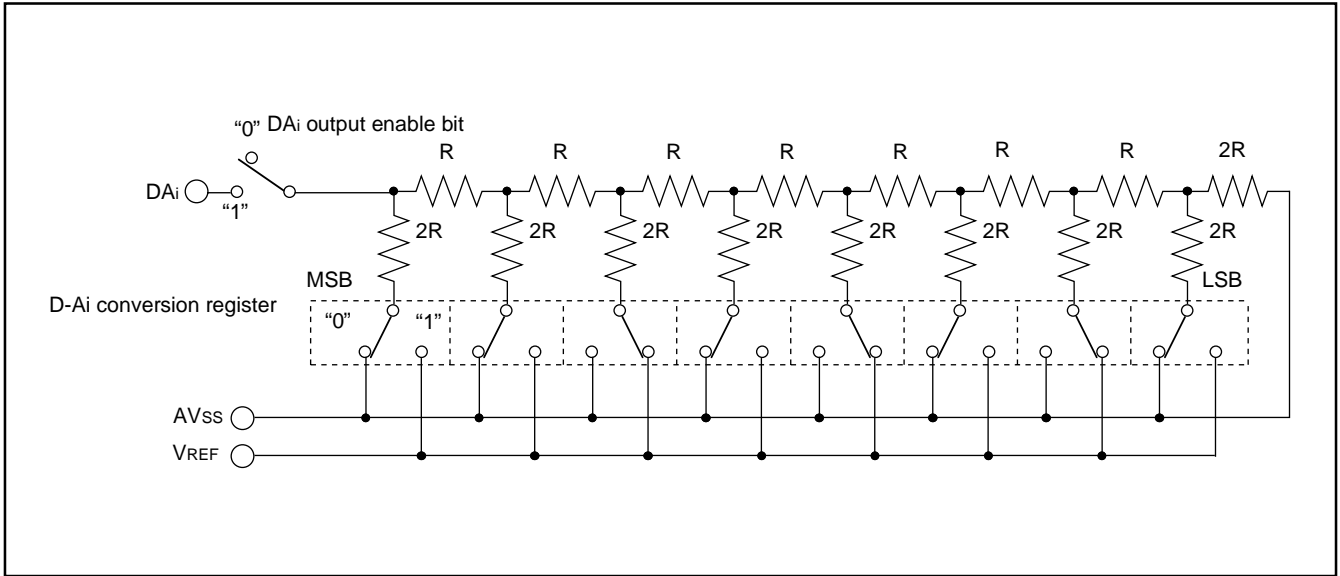 “0” DAi output enable bit
R R R R R R R 2R
DAi
“1”
2R 2R 2R 2R 2R 2R 2R 2R
MSB LSB
D-Ai conversion register
“0” “1”
AVSS
VREF